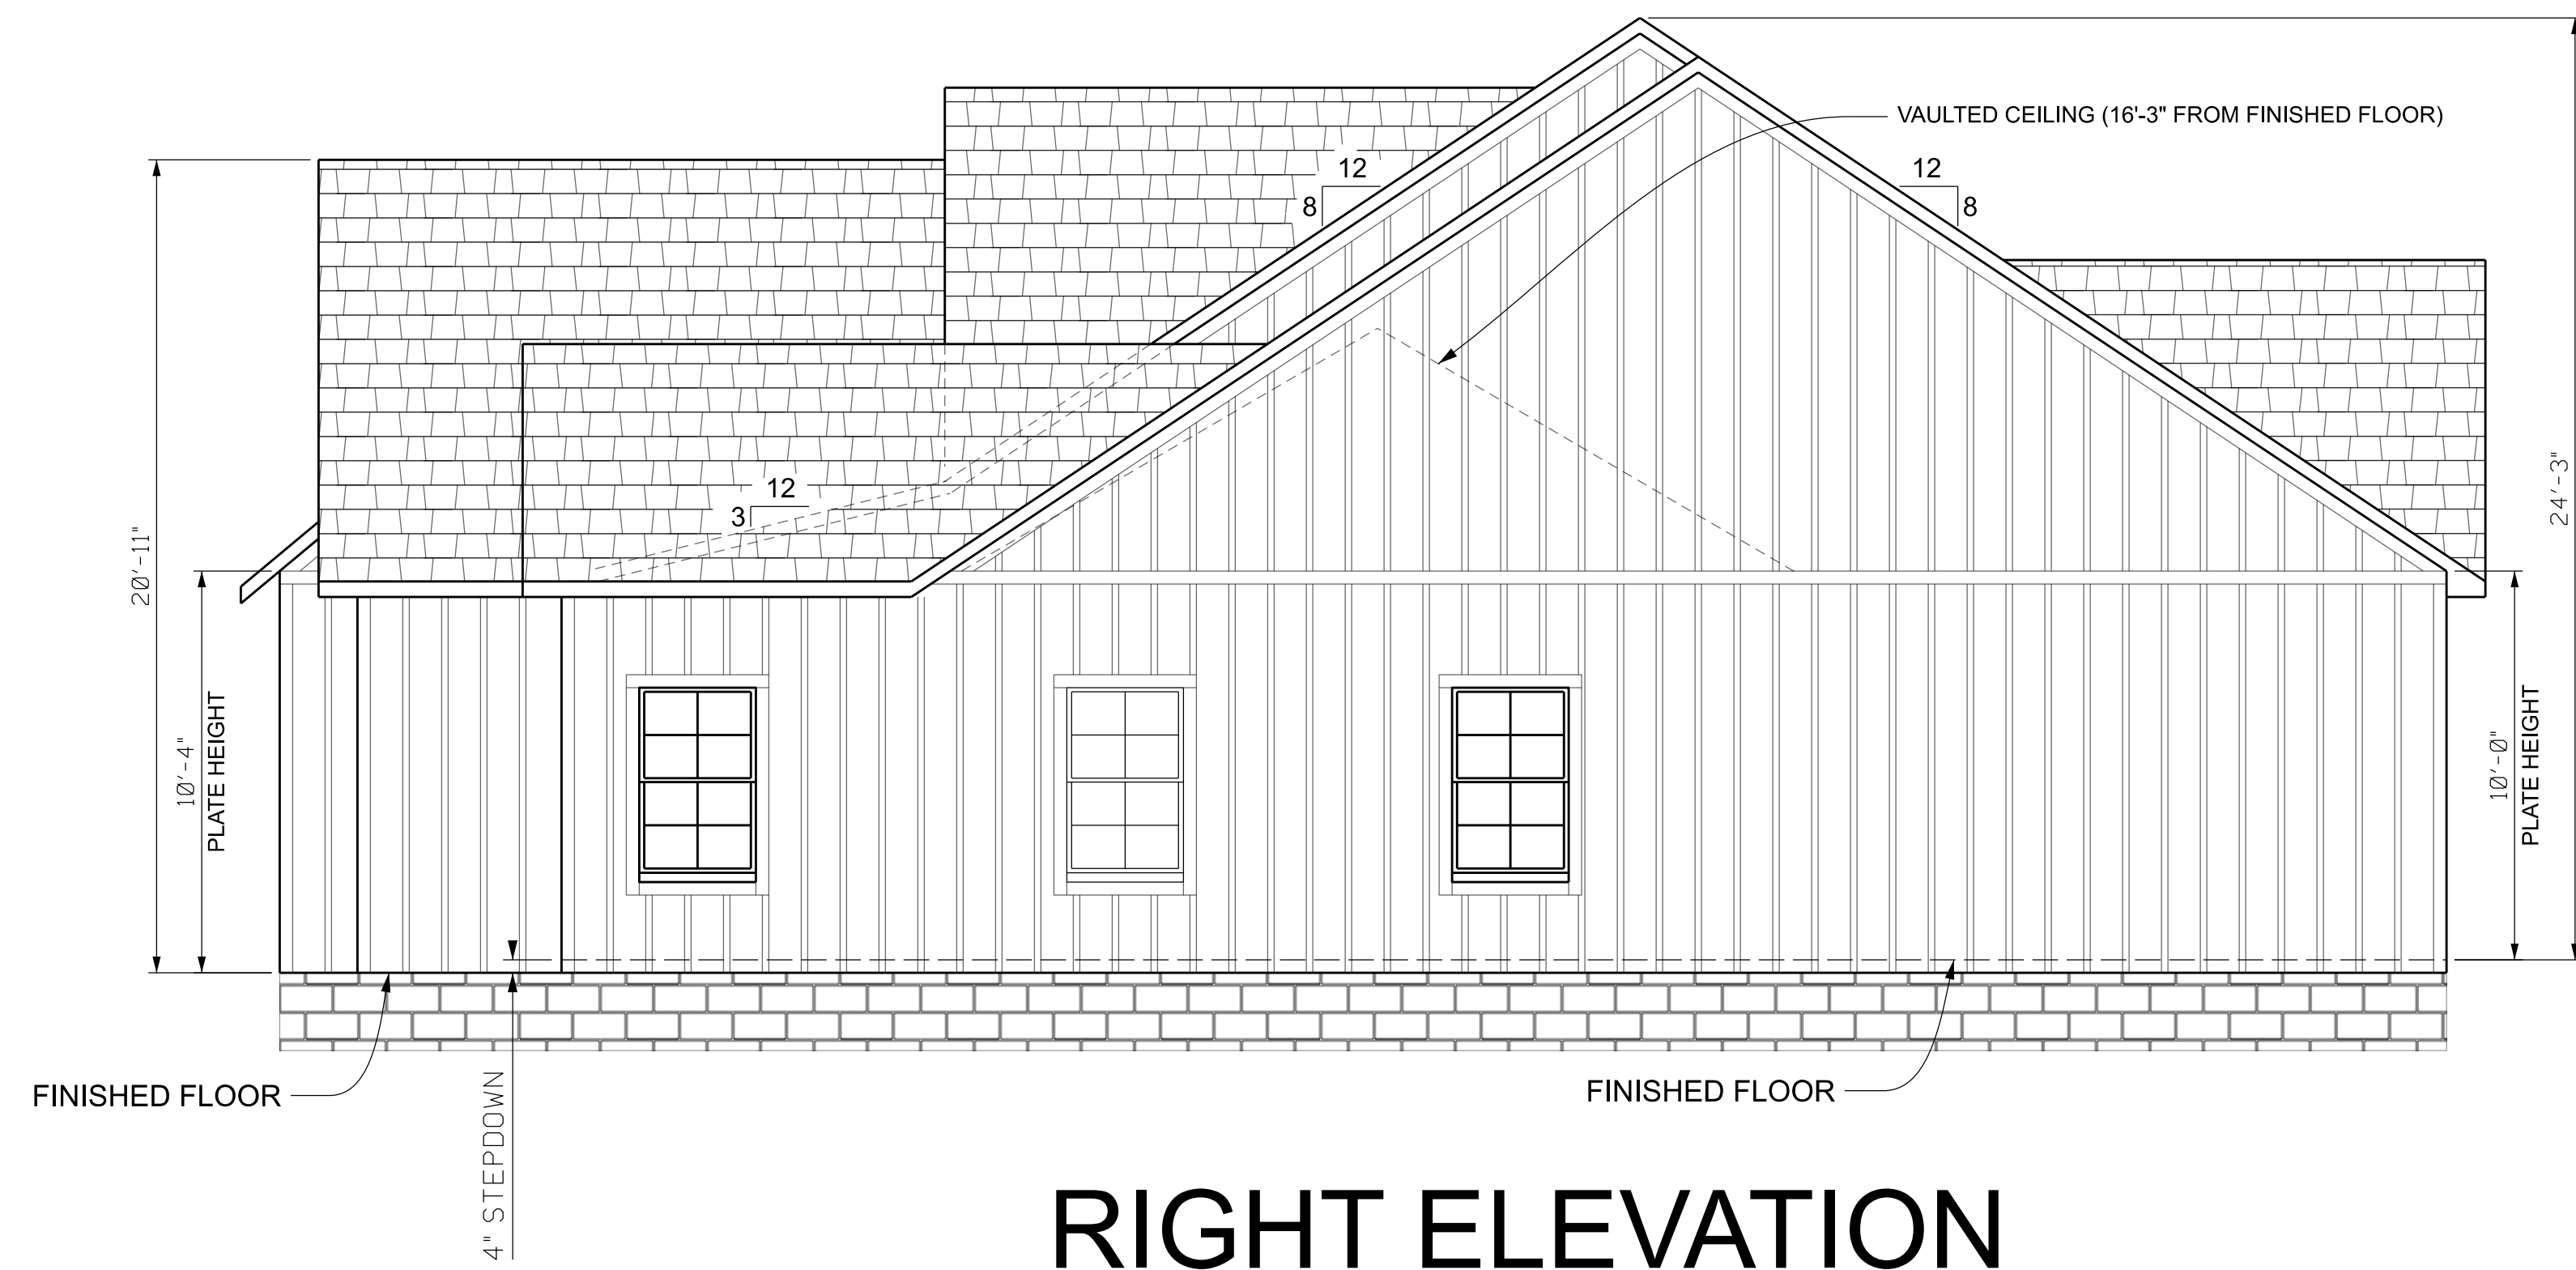 VAULTED CEILING (16'-3" FROM FINISHED FLOOR)
12
8
12
8
12
3
20'-11"
10'-4"
PLATE HEIGHT
24'-3"
10'-0"
PLATE HEIGHT
FINISHED FLOOR
4" STEPDOWN
FINISHED FLOOR
RIGHT ELEVATION